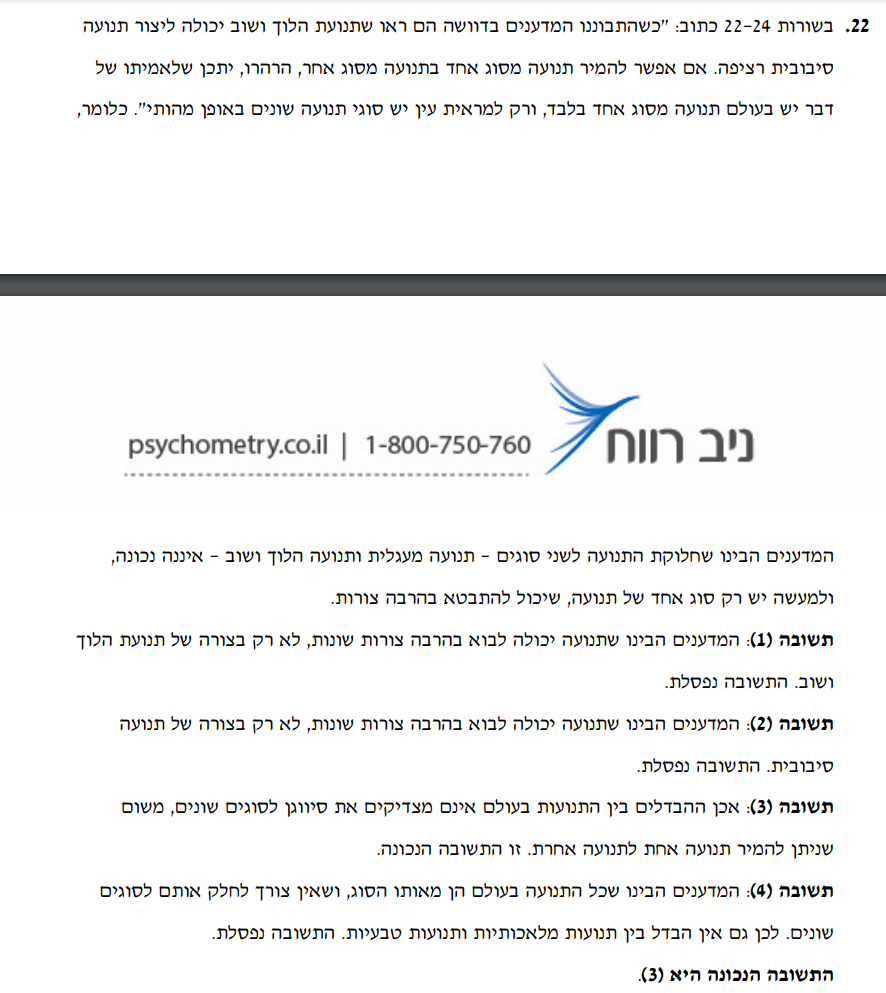 22. בשורות 22-24 כתוב: "כשהתבוננו המדענים בדוושה הם ראו שתנועת הלוך ושוב יכולה ליצור תנועה
סיבובית רציפה. אם אפשר להמיר תנועה מסוג אחד בתנועה מסוג אחר, הרהרו, יתכן שלאמיתו של
דבר יש בעולם תנועה מסוג אחד בלבד, ורק למראית עין יש סוגי תנועה שונים באופן מהותי". כלומר,
ניב רווח
psychometry.co.il | 1-800-750-760
המדענים הבינו שחלוקת התנועה לשני סוגים - תנועה מעגלית ותנועה הלוך ושוב - איננה נכונה,
ולמעשה יש רק סוג אחד של תנועה, שיכול להתבטא בהרבה צורות.
תשובה (1): המדענים הבינו שתנועה יכולה לבוא בהרבה צורות שונות, לא רק בצורה של תנועת הלוך
ושוב. התשובה נפסלת.
תשובה (2): המדענים הבינו שתנועה יכולה לבוא בהרבה צורות שונות, לא רק בצורה של תנועה
סיבובית. התשובה נפסלת.
תשובה (3): אכן ההבדלים בין התנועות בעולם אינם מצדיקים את סיווגן לסוגים שונים, משום
שניתן להמיר תנועה אחת לתנועה אחרת. זו התשובה הנכונה.
תשובה (4): המדענים הבינו שכל התנועה בעולם הן מאותו הסוג, ושאין צורך לחלק אותם לסוגים
שונים. לכן גם אין הבדל בין תנועות מלאכותיות ותנועות טבעיות. התשובה נפסלת.
התשובה הנכונה היא (3).